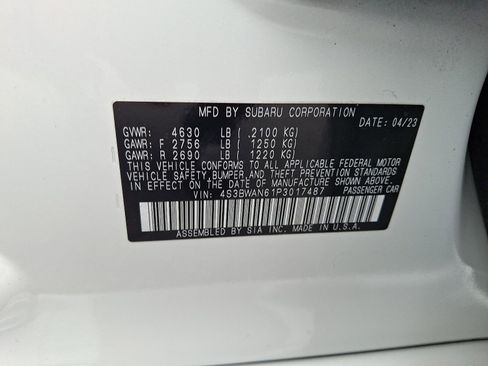 MFD BY SUBARU CORPORATION
DATE: 04/23
GVWR: 4630 LB ( .2100 KG)
GAWR: F 2756 LB ( 1250 KG)
GAWR: R 2690 LB ( 1220 KG)
THIS VEHICLE CONFORMS TO ALL APPLICABLE FEDERAL MOTOR
VEHICLE SAFETY,BUMPER,AND THEFT PREVENTION STANDARDS
IN EFFECT ON THE DATE OF MANUFACTURE SHOWN ABOVE.
VIN: 4S3BWAN61P3017487 PASSENGER CAR
ASSEMBLED BY SIA INC. MADE IN U.S.A.